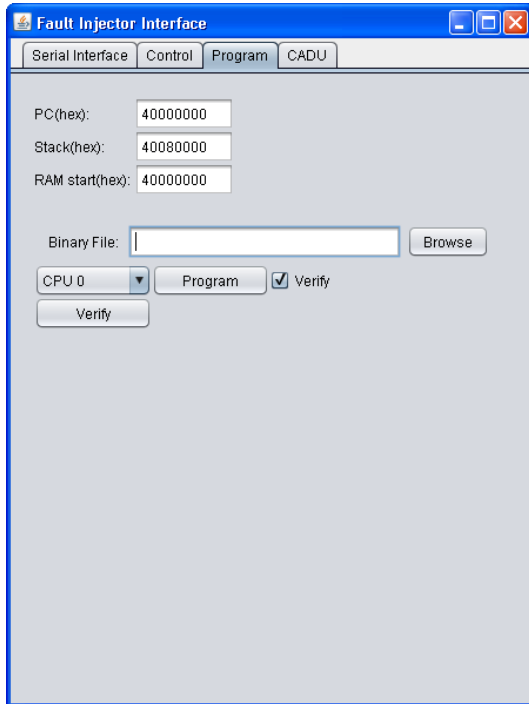 Fault Injector Interface
Serial Interface Control Program CADU
PC(hex): 40000000
Stack(hex): 40080000
RAM start(hex): 40000000
Binary File: Browse
CPU 0 Program Verify
Verify